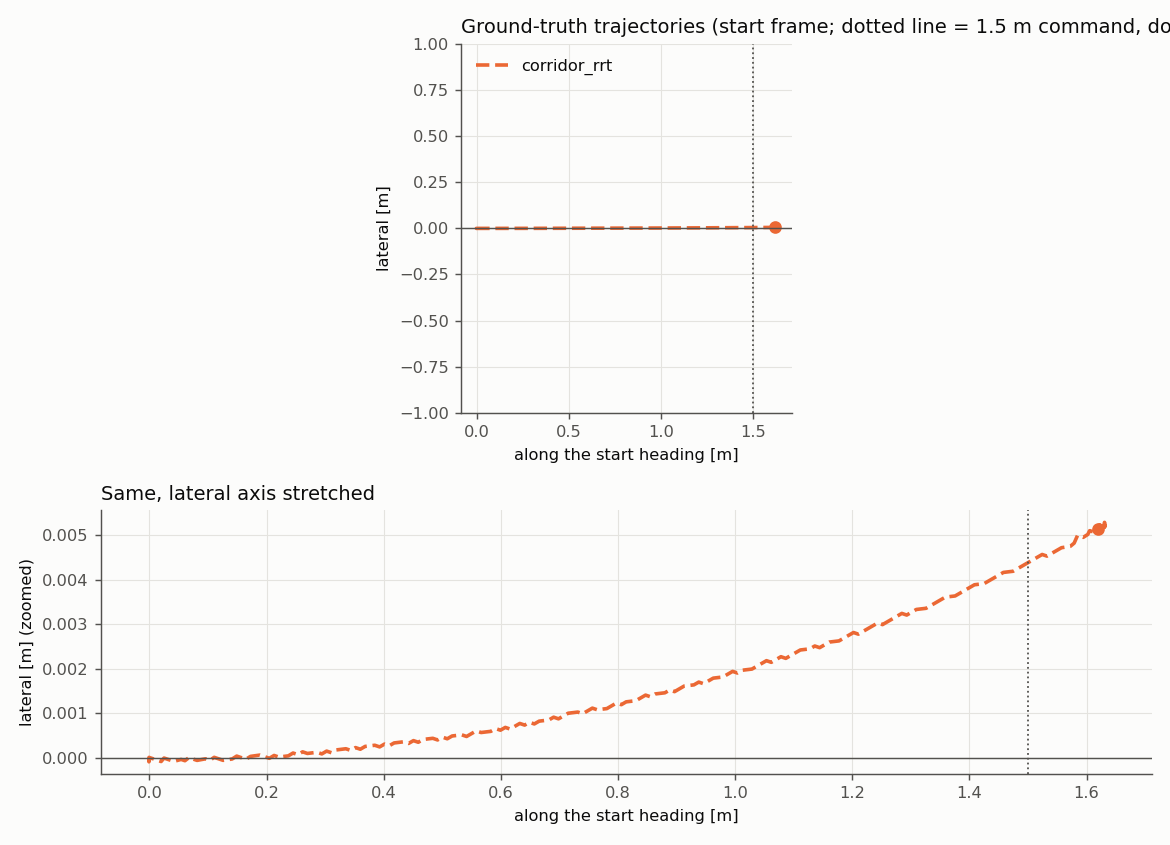 Ground-truth trajectories (start frame; dotted line = 1.5 m command, do
1.00
0.75
0.50
0.25
0.00
−0.25
−0.50
−0.75
−1.00
corridor_rrt
lateral [m]
0.0 0.5 1.0 1.5
along the start heading [m]
Same, lateral axis stretched
0.005
0.004
0.003
0.002
0.001
0.000
lateral [m] (zoomed)
0.0 0.2 0.4 0.6 0.8 1.0 1.2 1.4 1.6
along the start heading [m]